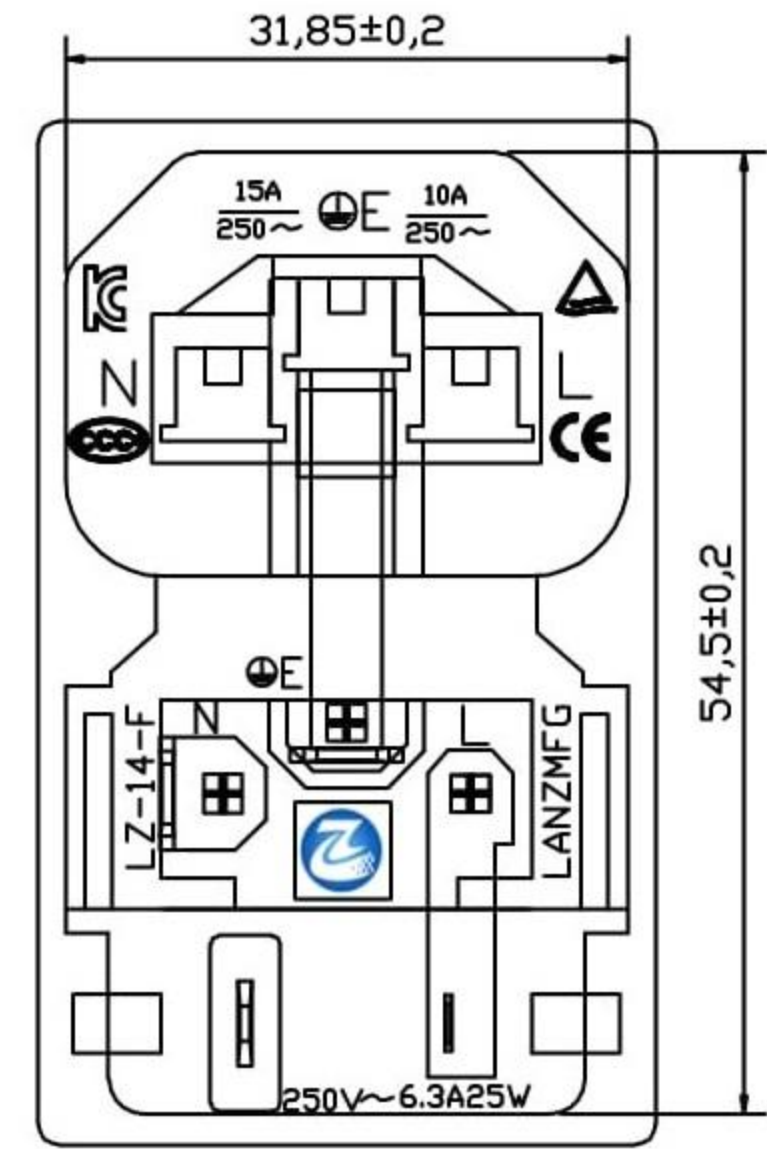 31,85±0,2
15A
250~
E
10A
250~
N
L
CCC
CE
54,5±0,2
E
N
L
LZ-14-F
LANZMFG
250V~6.3A25W